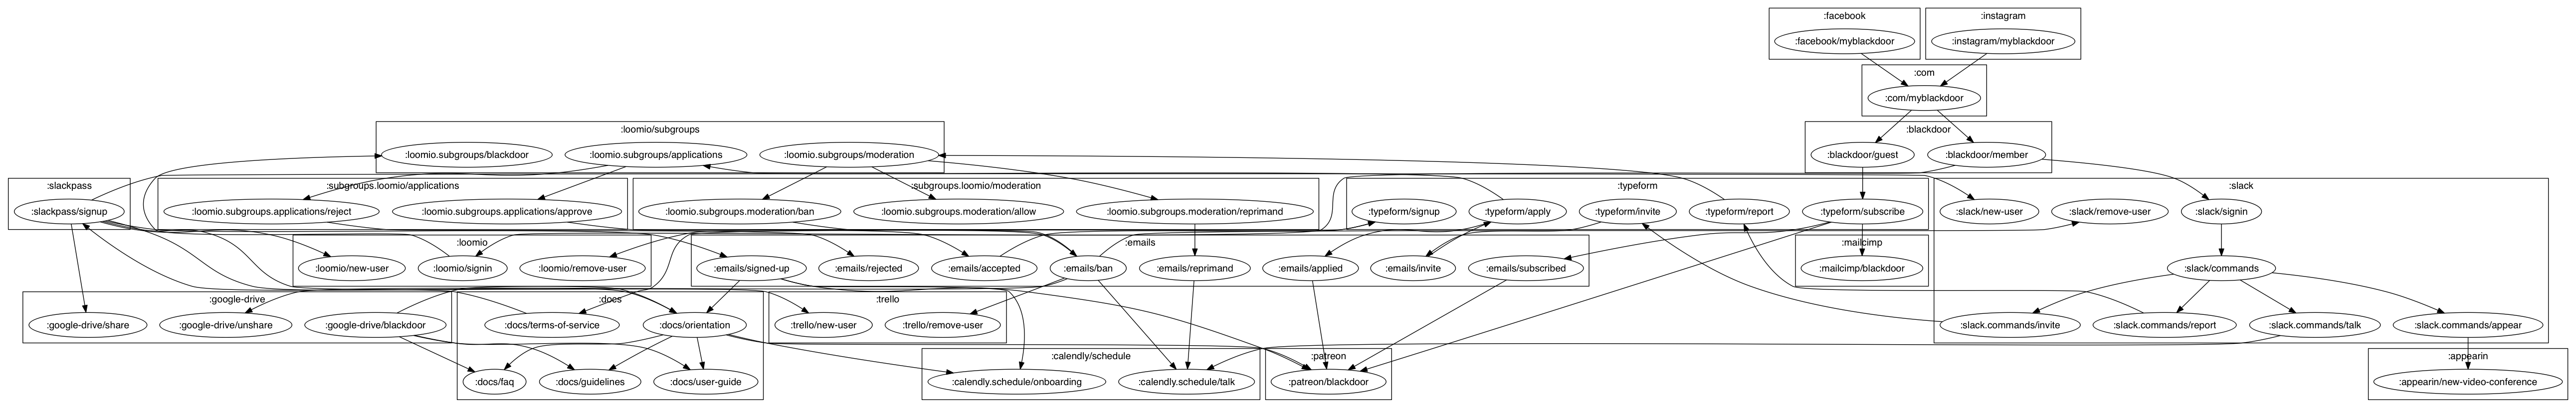 :facebook
:instagram
:facebook/myblackdoor
:instagram/myblackdoor
:com
:com/myblackdoor
:loomio/subgroups
:blackdoor
:loomio.subgroups/blackdoor
:loomio.subgroups/applications
:loomio.subgroups/moderation
:blackdoor/guest
:blackdoor/member
:slackpass
:subgroups.loomio/applications
:subgroups.loomio/moderation
:typeform
:slack
:slackpass/signup
:loomio.subgroups.applications/reject
:loomio.subgroups.applications/approve
:loomio.subgroups.moderation/ban
:loomio.subgroups.moderation/allow
:loomio.subgroups.moderation/reprimand
:typeform/signup
:typeform/apply
:typeform/invite
:typeform/report
:typeform/subscribe
:slack/new-user
:slack/remove-user
:slack/signin
:loomio
:emails
:mailcimp
:loomio/new-user
:loomio/signin
:loomio/remove-user
:emails/signed-up
:emails/rejected
:emails/accepted
:emails/ban
:emails/reprimand
:emails/applied
:emails/invite
:emails/subscribed
:mailcimp/blackdoor
:slack/commands
:google-drive
:docs
:trello
:google-drive/share
:google-drive/unshare
:google-drive/blackdoor
:docs/terms-of-service
:docs/orientation
:trello/new-user
:trello/remove-user
:slack.commands/invite
:slack.commands/report
:slack.commands/talk
:slack.commands/appear
:calendly/schedule
:patreon
:appearin
:docs/faq
:docs/guidelines
:docs/user-guide
:calendly.schedule/onboarding
:calendly.schedule/talk
:patreon/blackdoor
:appearin/new-video-conference